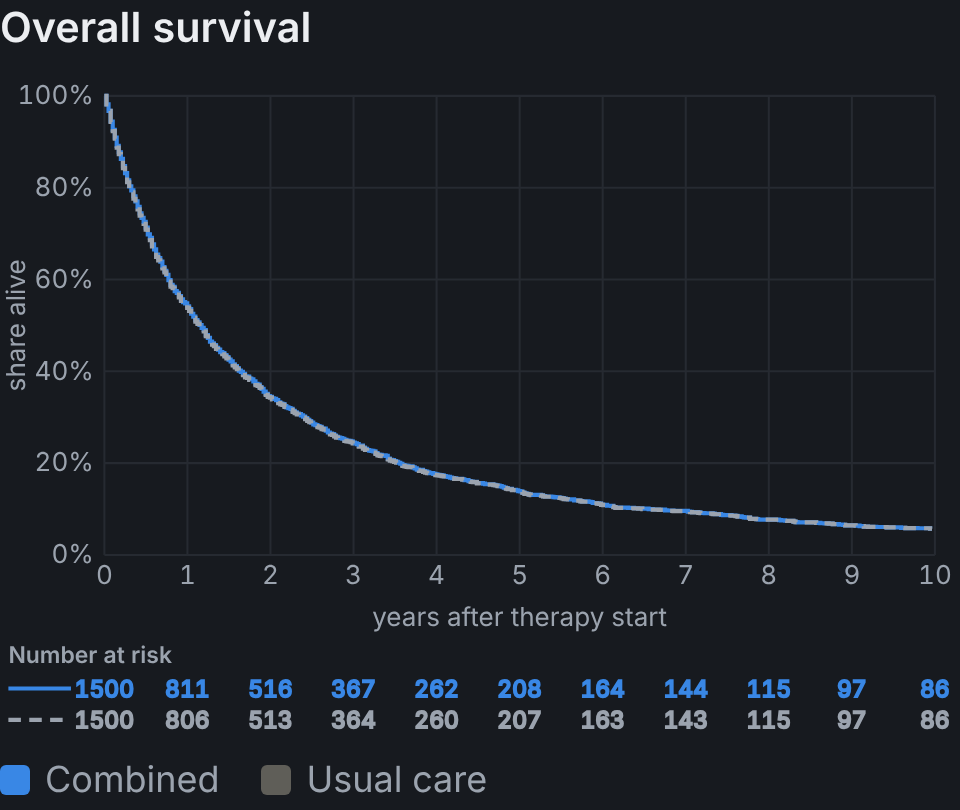 Overall survival
100%
80%
60%
40%
20%
0%
share alive
0 1 2 3 4 5 6 7 8 9 10
years after therapy start
Number at risk
1500 811 516 367 262 208 164 144 115 97 86
1500 806 513 364 260 207 163 143 115 97 86
Combined Usual care